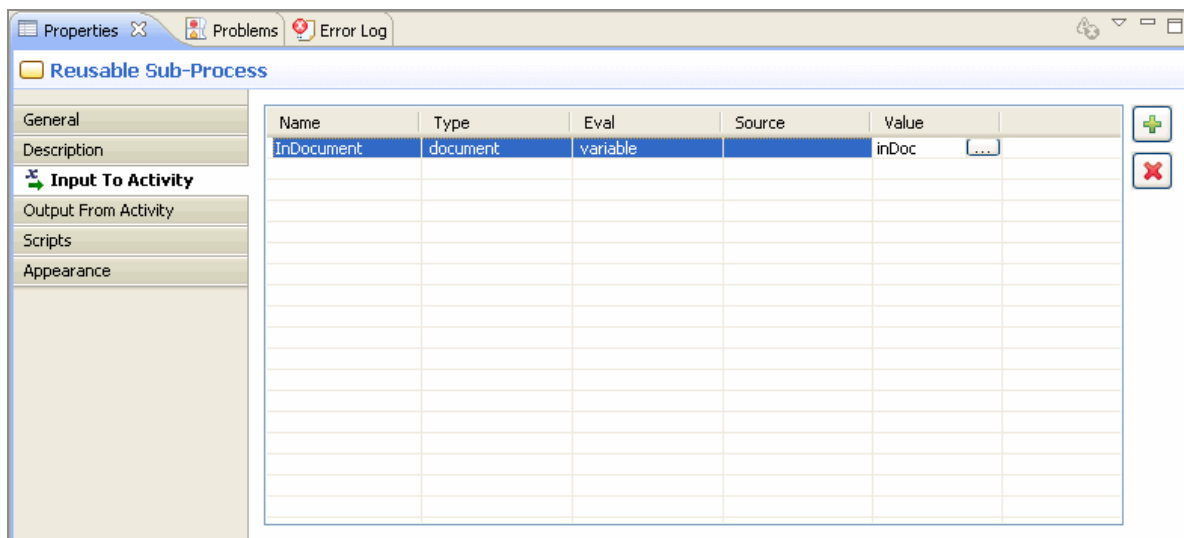 Properties Problems Error Log
Reusable Sub-Process
General
Description
Input To Activity
Output From Activity
Scripts
Appearance
Name Type Eval Source Value
InDocument document variable inDoc ...